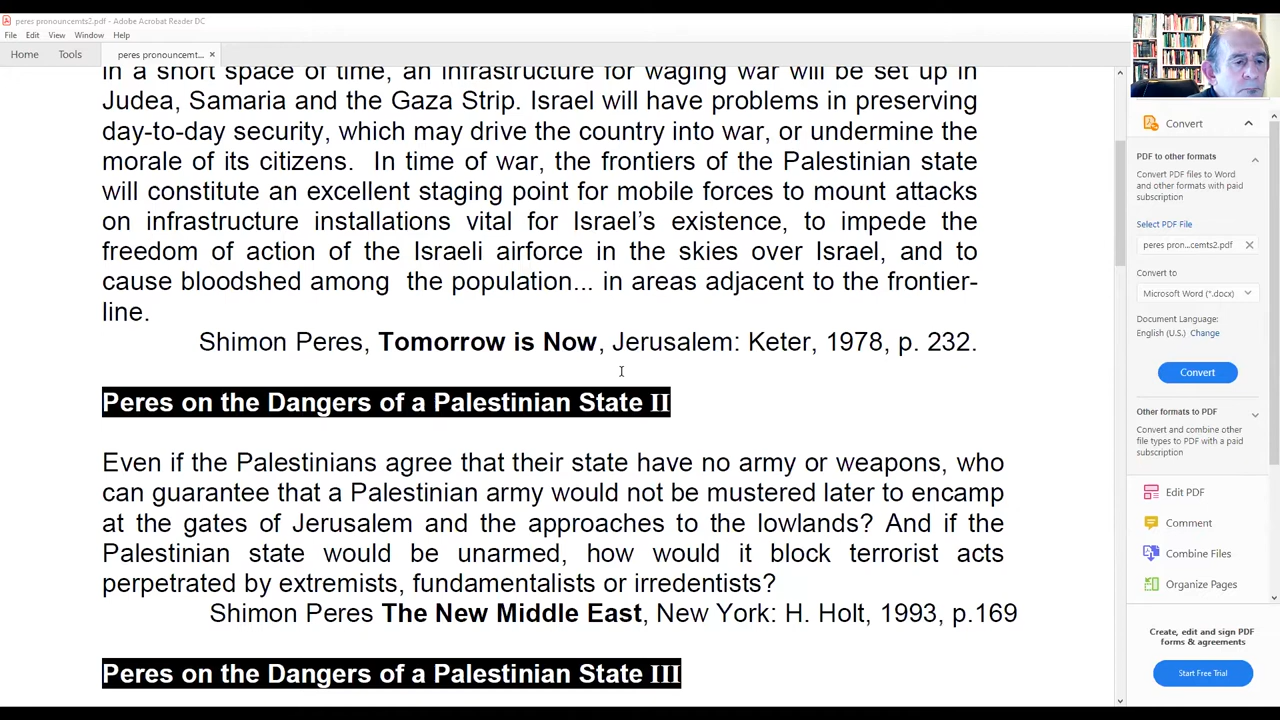 peres pronouncemts2.pdf - Adobe Acrobat Reader DC
File Edit View Window Help
Home Tools peres pronouncemt... ×
In a short space of time, an infrastructure for waging war will be set up in
Judea, Samaria and the Gaza Strip. Israel will have problems in preserving
day-to-day security, which may drive the country into war, or undermine the
morale of its citizens. In time of war, the frontiers of the Palestinian state
will constitute an excellent staging point for mobile forces to mount attacks
on infrastructure installations vital for Israel's existence, to impede the
freedom of action of the Israeli airforce in the skies over Israel, and to
cause bloodshed among the population... in areas adjacent to the frontier-
line.
Shimon Peres, Tomorrow is Now, Jerusalem: Keter, 1978, p. 232.
Peres on the Dangers of a Palestinian State II
Even if the Palestinians agree that their state have no army or weapons, who
can guarantee that a Palestinian army would not be mustered later to encamp
at the gates of Jerusalem and the approaches to the lowlands? And if the
Palestinian state would be unarmed, how would it block terrorist acts
perpetrated by extremists, fundamentalists or irredentists?
Shimon Peres The New Middle East, New York: H. Holt, 1993, p.169
Peres on the Dangers of a Palestinian State III
Convert
PDF to other formats
Convert PDF files to Word
and other formats with paid
subscription
Select PDF File
peres pron...cemts2.pdf ×
Convert to
Microsoft Word (*.docx)
Document Language:
English (U.S.) Change
Convert
Other formats to PDF
Convert and combine other
file types to PDF with a paid
subscription
Edit PDF
Comment
Combine Files
Organize Pages
Create, edit and sign PDF
forms & agreements
Start Free Trial